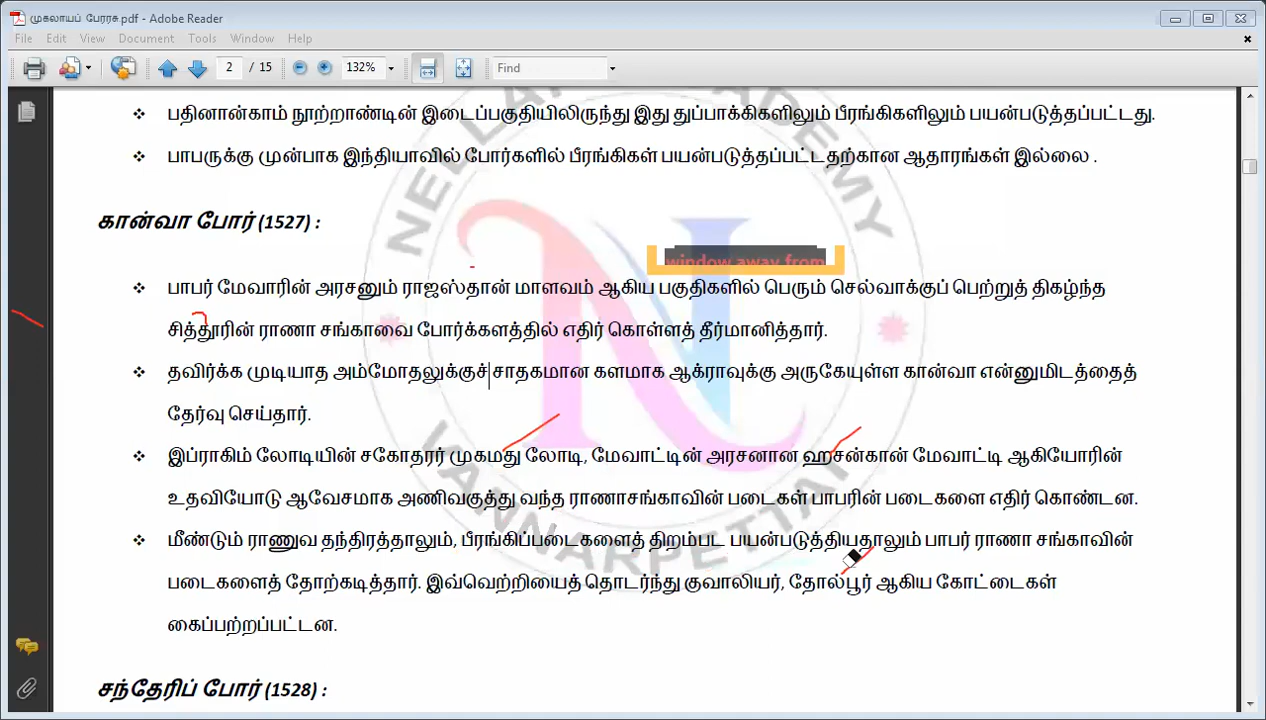 முகலாயப் பேரரசு.pdf - Adobe Reader
File Edit View Document Tools Window Help
2 / 15 132% Find
❖ பதினான்காம் நூற்றாண்டின் இடைப்பகுதியிலிருந்து இது துப்பாக்கிகளிலும் பீரங்கிகளிலும் பயன்படுத்தப்பட்டது.
❖ பாபருக்கு முன்பாக இந்தியாவில் போர்களில் பீரங்கிகள் பயன்படுத்தப்பட்டதற்கான ஆதாரங்கள் இல்லை .
கான்வா போர் (1527) :
window away from
❖ பாபர் மேவாரின் அரசனும் ராஜஸ்தான் மாளவம் ஆகிய பகுதிகளில் பெரும் செல்வாக்குப் பெற்றுத் திகழ்ந்த
சித்தூரின் ராணா சங்காவை போர்க்களத்தில் எதிர் கொள்ளத் தீர்மானித்தார்.
❖ தவிர்க்க முடியாத அம்மோதலுக்குச் சாதகமான களமாக ஆக்ராவுக்கு அருகேயுள்ள கான்வா என்னுமிடத்தைத்
தேர்வு செய்தார்.
❖ இப்ராகிம் லோடியின் சகோதரர் முகமது லோடி, மேவாட்டின் அரசனான ஹசன்கான் மேவாட்டி ஆகியோரின்
உதவியோடு ஆவேசமாக அணிவகுத்து வந்த ராணாசங்காவின் படைகள் பாபரின் படைகளை எதிர் கொண்டன.
❖ மீண்டும் ராணுவ தந்திரத்தாலும், பீரங்கிப்படைகளைத் திறம்பட பயன்படுத்தியதாலும் பாபர் ராணா சங்காவின்
படைகளைத் தோற்கடித்தார். இவ்வெற்றியைத் தொடர்ந்து குவாலியர், தோல்பூர் ஆகிய கோட்டைகள்
கைப்பற்றப்பட்டன.
சந்தேரிப் போர் (1528) :
N
VANNARPETTAI